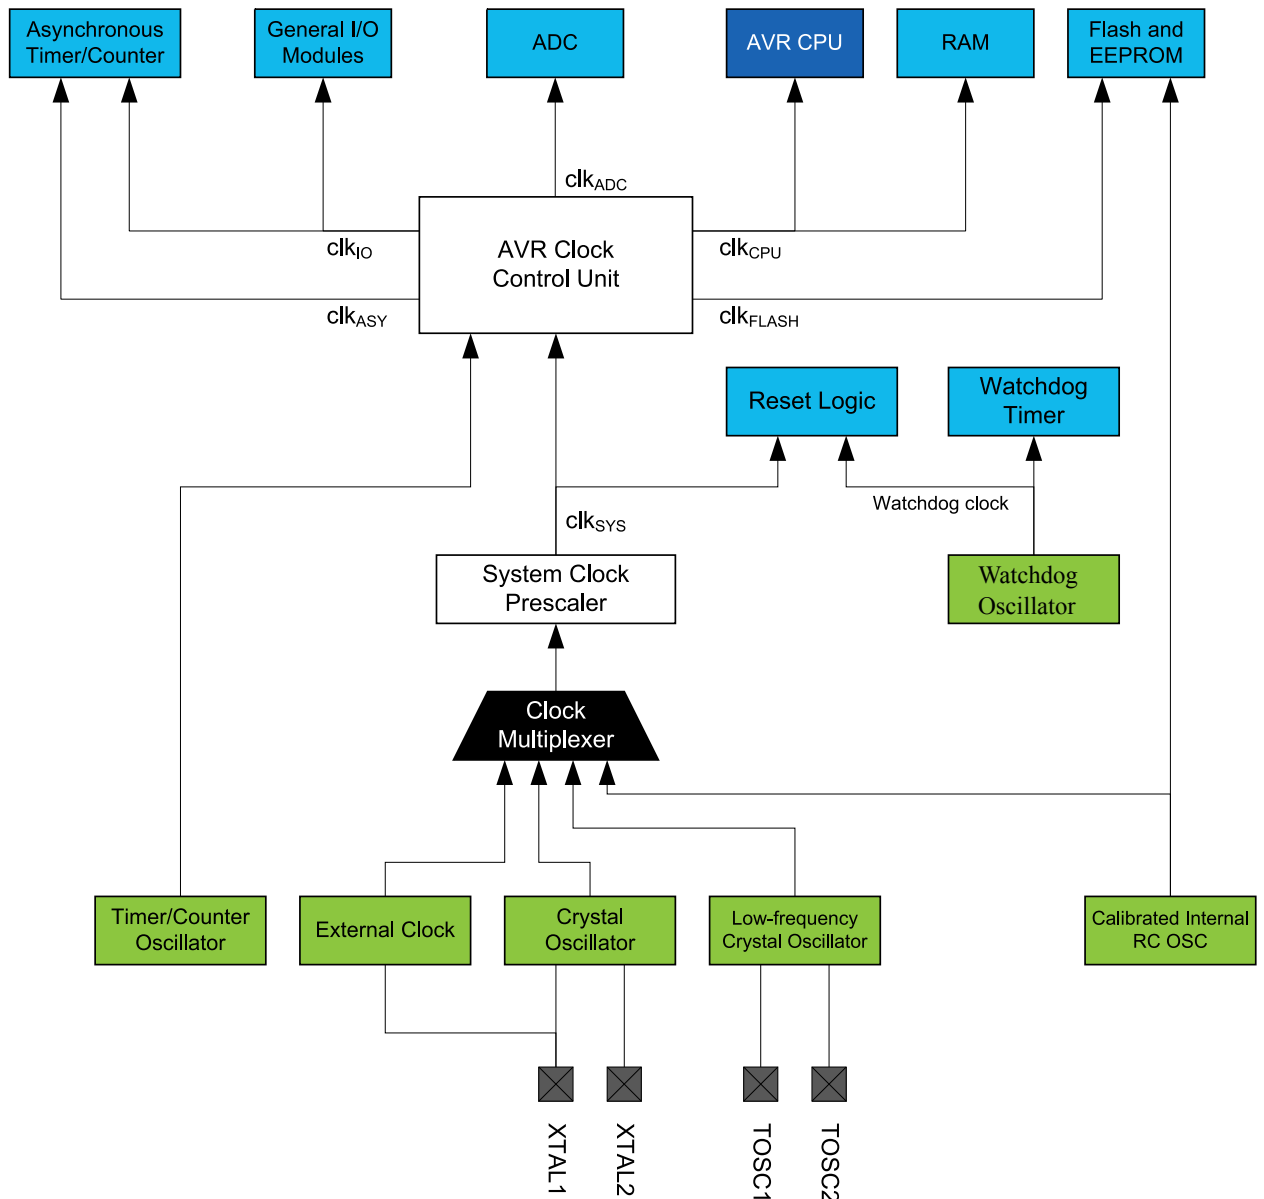 Asynchronous
Timer/Counter
General I/O
Modules
ADC
AVR CPU
RAM
Flash and
EEPROM
clkADC
clkIO
AVR Clock
Control Unit
clkCPU
clkASY
clkFLASH
Reset Logic
Watchdog
Timer
Watchdog clock
clkSYS
System Clock
Prescaler
Watchdog
Oscillator
Clock
Multiplexer
Timer/Counter
Oscillator
External Clock
Crystal
Oscillator
Low-frequency
Crystal Oscillator
Calibrated Internal
RC OSC
XTAL1
XTAL2
TOSC1
TOSC2